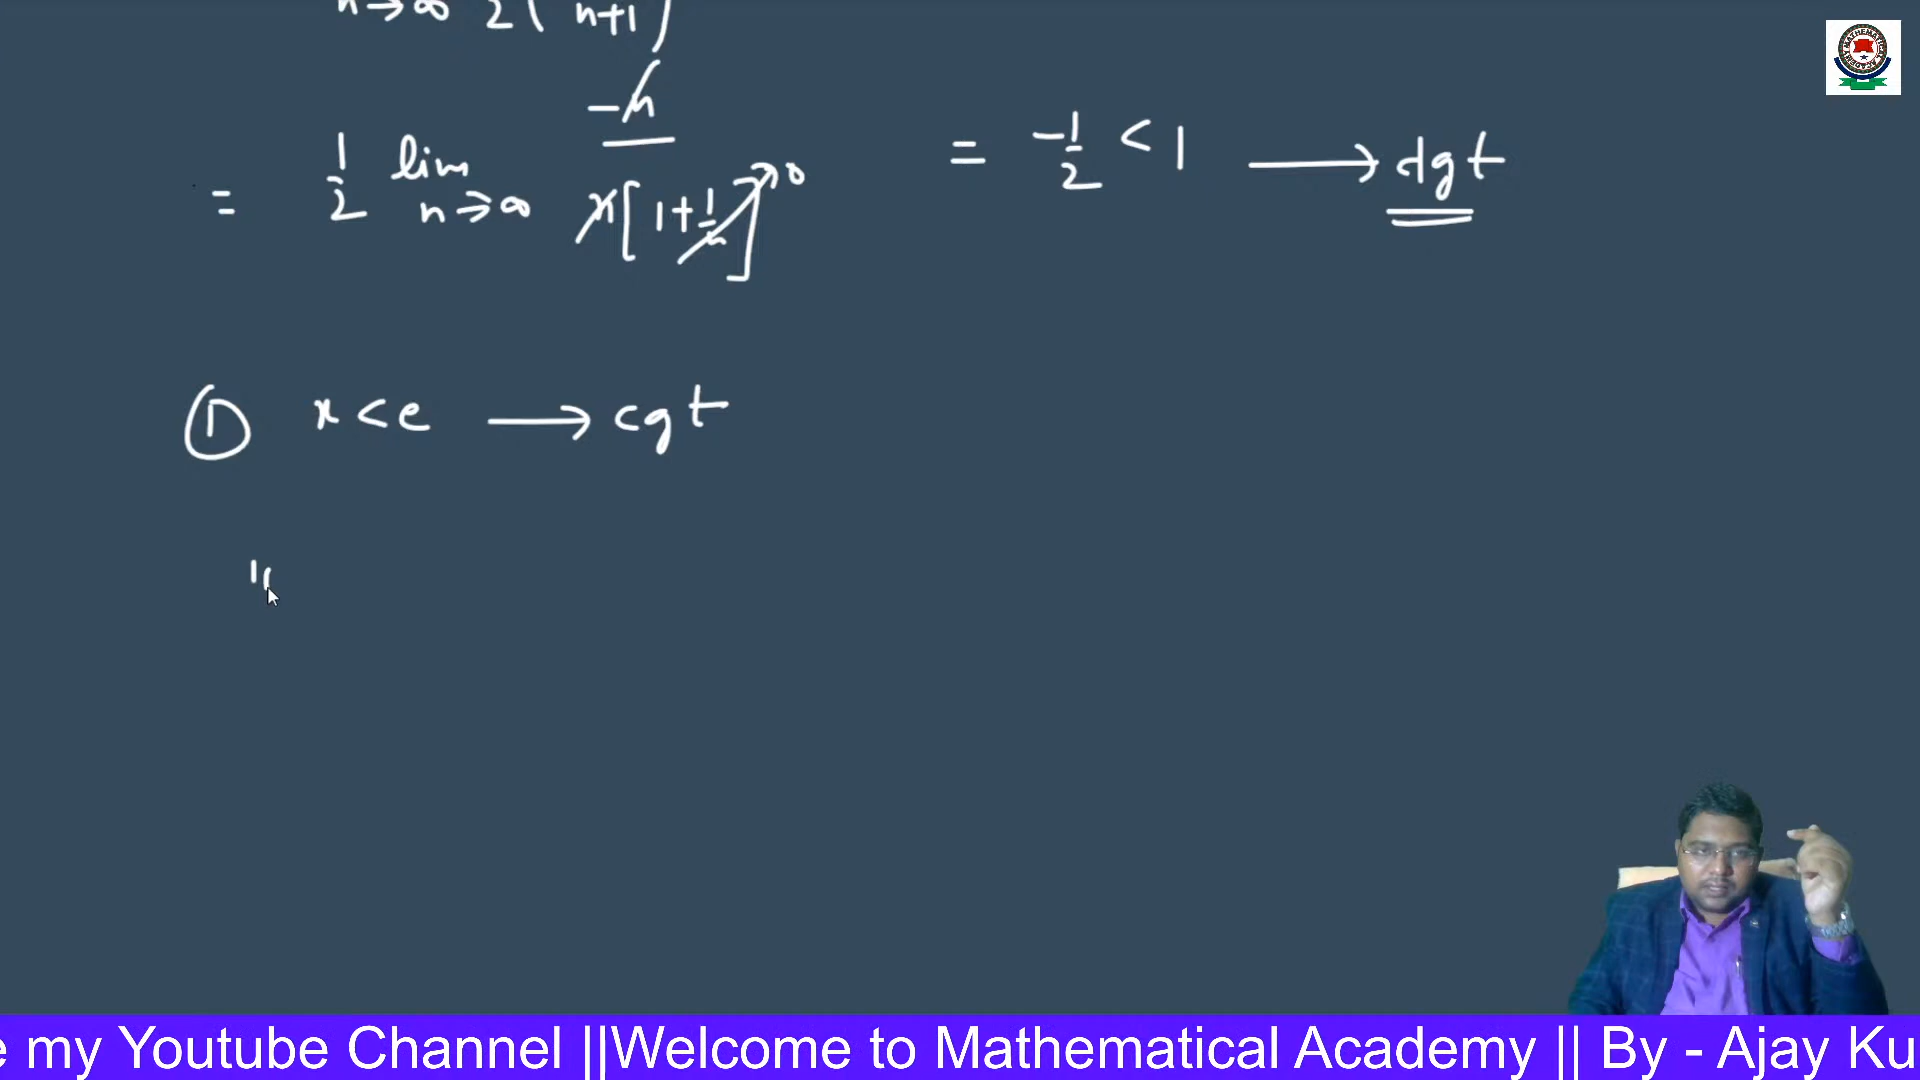 n→∞ 2( n+1 )
= 1/2 lim n→∞ -n / n[1+1/n]→0 = -1/2 < 1 → dgt
① x < e → cgt
e my Youtube Channel ||Welcome to Mathematical Academy || By - Ajay Ku